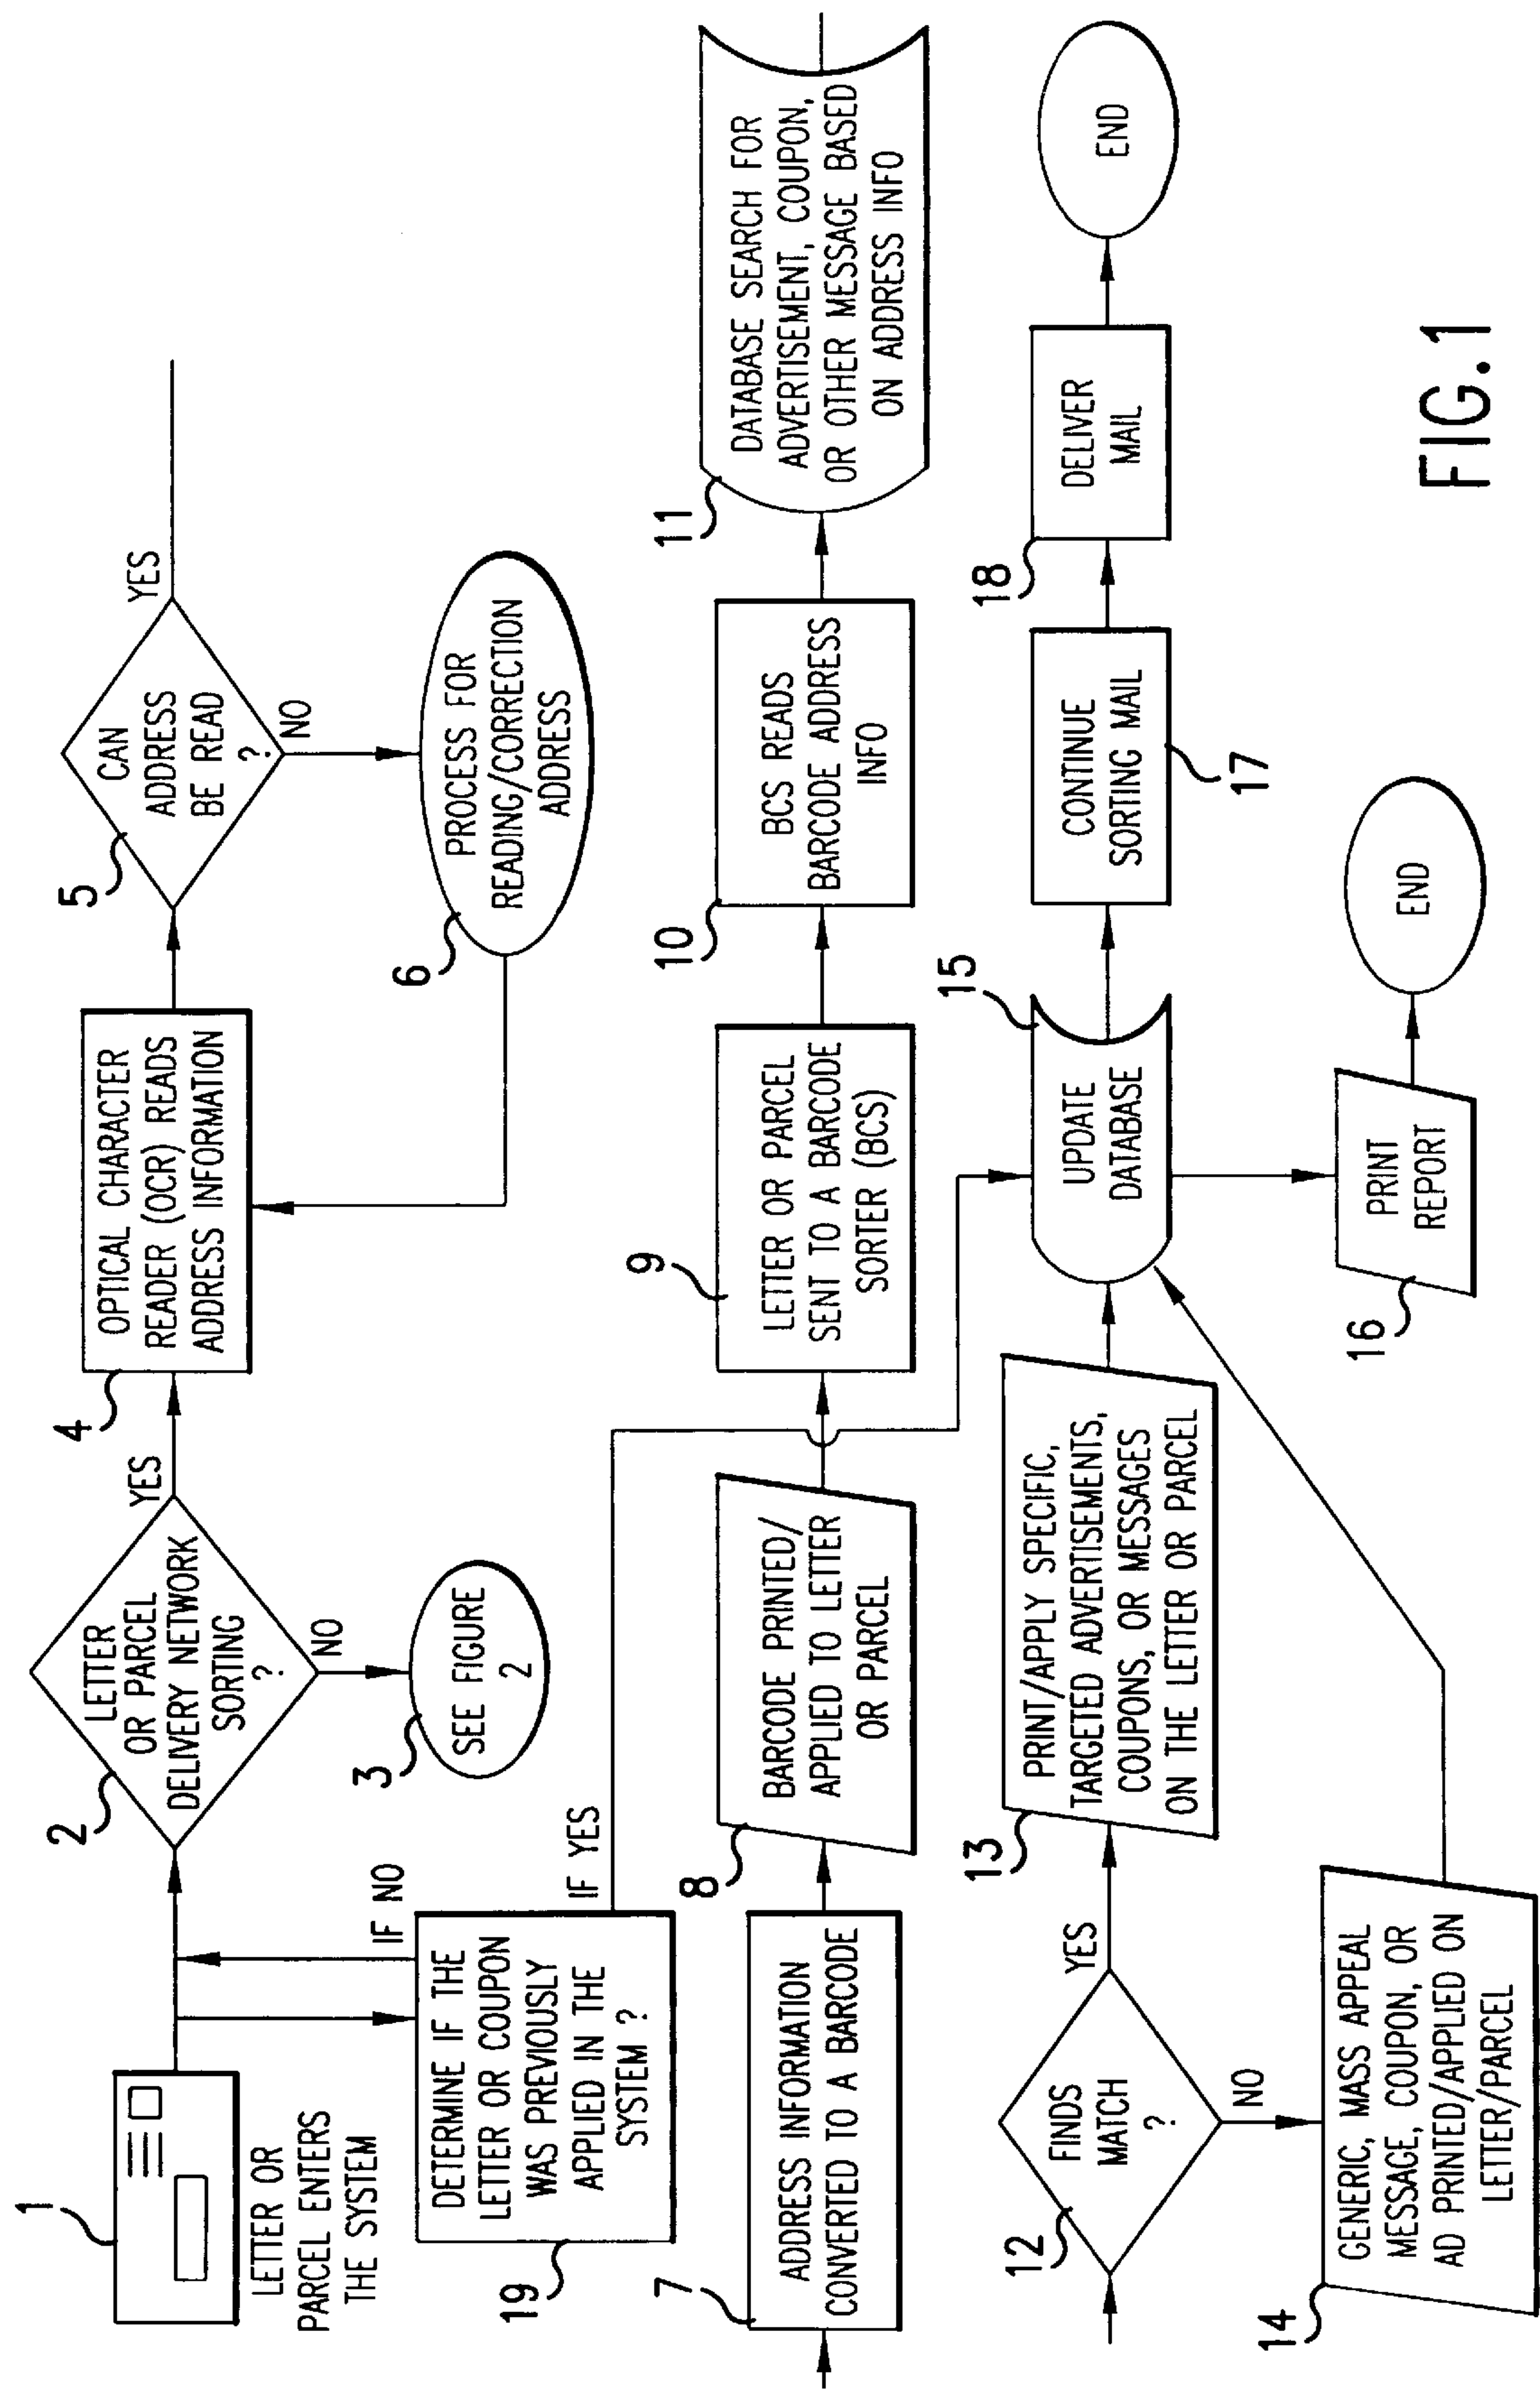 1
LETTER OR
PARCEL ENTERS
THE SYSTEM
2
LETTER
OR PARCEL
DELIVERY NETWORK
SORTING
?
YES
NO
3
SEE FIGURE
2
4
OPTICAL CHARACTER
READER (OCR) READS
ADDRESS INFORMATION
5
CAN
ADDRESS
BE READ
?
YES
NO
6
PROCESS FOR
READING/CORRECTION
ADDRESS
19
DETERMINE IF THE
LETTER OR COUPON
WAS PREVIOUSLY
APPLIED IN THE
SYSTEM ?
IF NO
IF YES
7
ADDRESS INFORMATION
CONVERTED TO A BARCODE
8
BARCODE PRINTED/
APPLIED TO LETTER
OR PARCEL
9
LETTER OR PARCEL
SENT TO A BARCODE
SORTER (BCS)
10
BCS READS
BARCODE ADDRESS
INFO
11
DATABASE SEARCH FOR
ADVERTISEMENT, COUPON,
OR OTHER MESSAGE BASED
ON ADDRESS INFO
12
FINDS
MATCH
?
YES
NO
13
PRINT/APPLY SPECIFIC,
TARGETED ADVERTISEMENTS,
COUPONS, OR MESSAGES
ON THE LETTER OR PARCEL
14
GENERIC, MASS APPEAL
MESSAGE, COUPON, OR
AD PRINTED/APPLIED ON
LETTER/PARCEL
15
UPDATE
DATABASE
16
PRINT
REPORT
END
17
CONTINUE
SORTING MAIL
18
DELIVER
MAIL
END
FIG.1